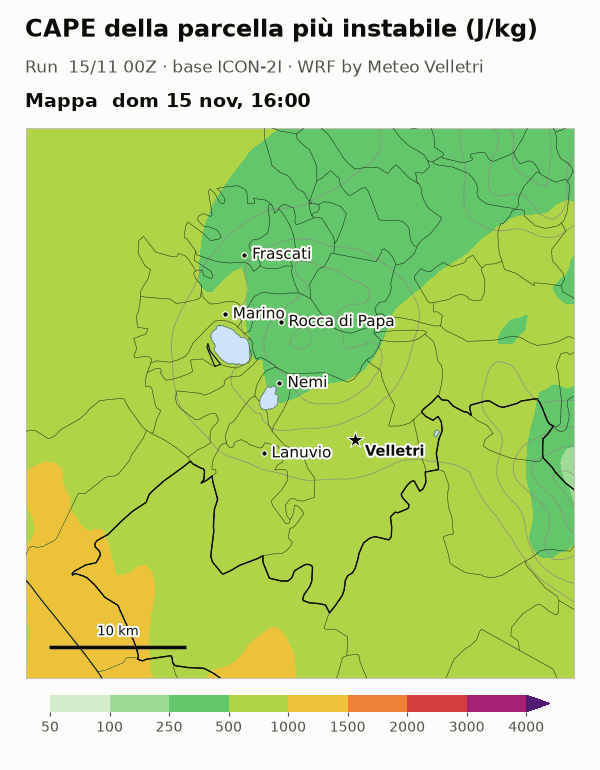 CAPE della parcella più instabile (J/kg)
Run  15/11 00Z · base ICON-2I · WRF by Meteo Velletri
Mappa  dom 15 nov, 16:00
Frascati
Marino
Rocca di Papa
Nemi
Velletri
Lanuvio
10 km
50 100 250 500 1000 1500 2000 3000 4000